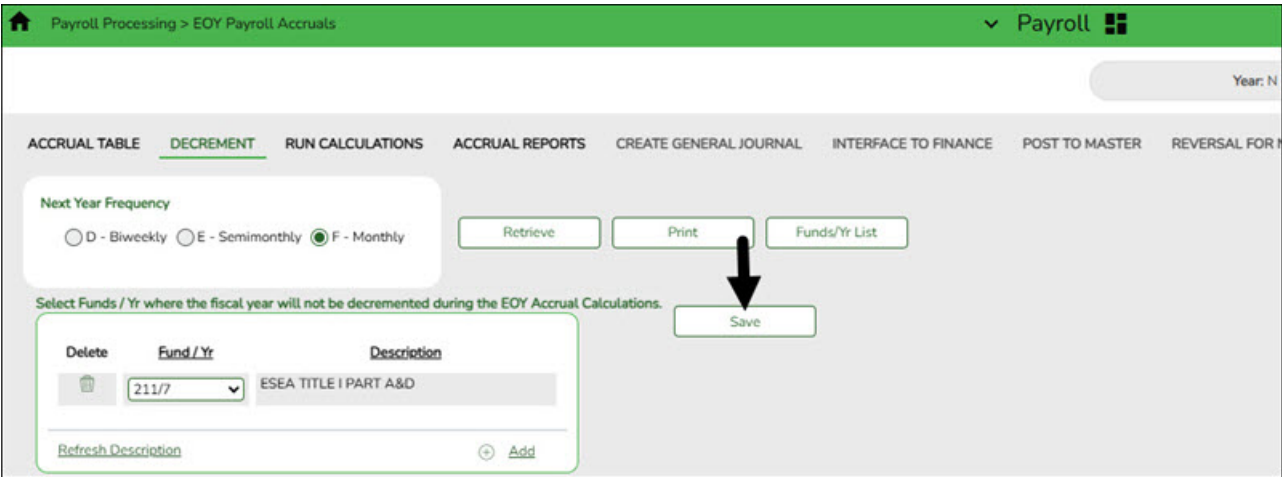 Payroll Processing > EOY Payroll Accruals
Payroll
Year: N
ACCRUAL TABLE DECREMENT RUN CALCULATIONS ACCRUAL REPORTS CREATE GENERAL JOURNAL INTERFACE TO FINANCE POST TO MASTER REVERSAL FOR
Next Year Frequency
D - Biweekly E - Semimonthly F - Monthly
Retrieve Print Funds/Yr List
Select Funds / Yr where the fiscal year will not be decremented during the EOY Accrual Calculations.
Save
Delete Fund / Yr Description
211/7 ESEA TITLE I PART A&D
Refresh Description Add